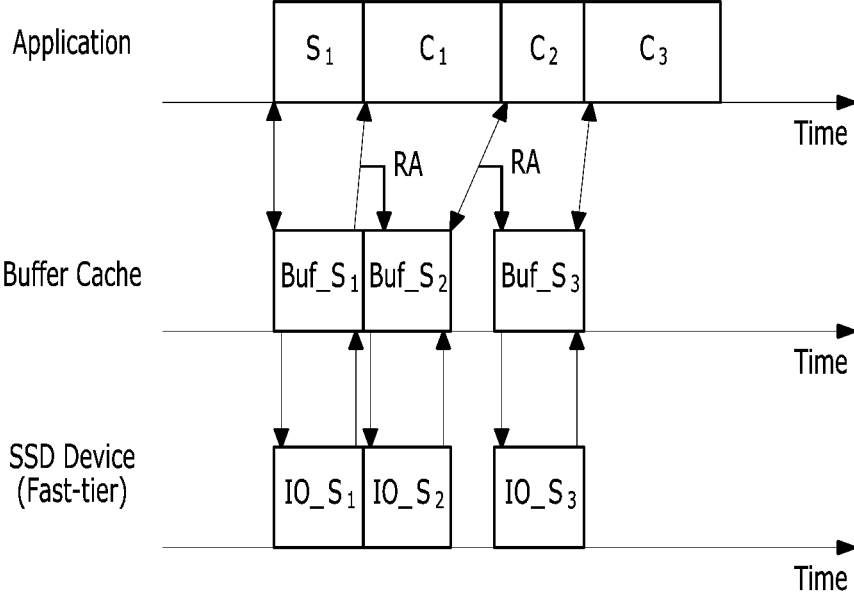 Application
S1
C1
C2
C3
Time
RA
RA
Buffer Cache
Buf_S1
Buf_S2
Buf_S3
Time
SSD Device
(Fast-tier)
IO_S1
IO_S2
IO_S3
Time